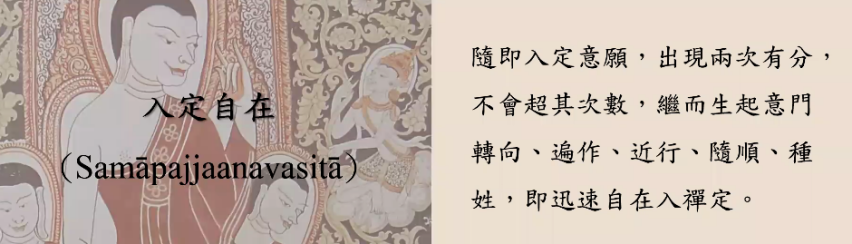 入定自在
（Samāpajjaanavasitā）
隨即入定意願，出現兩次有分，
不會超其次數，繼而生起意門
轉向、遍作、近行、隨順、種
姓，即迅速自在入禪定。